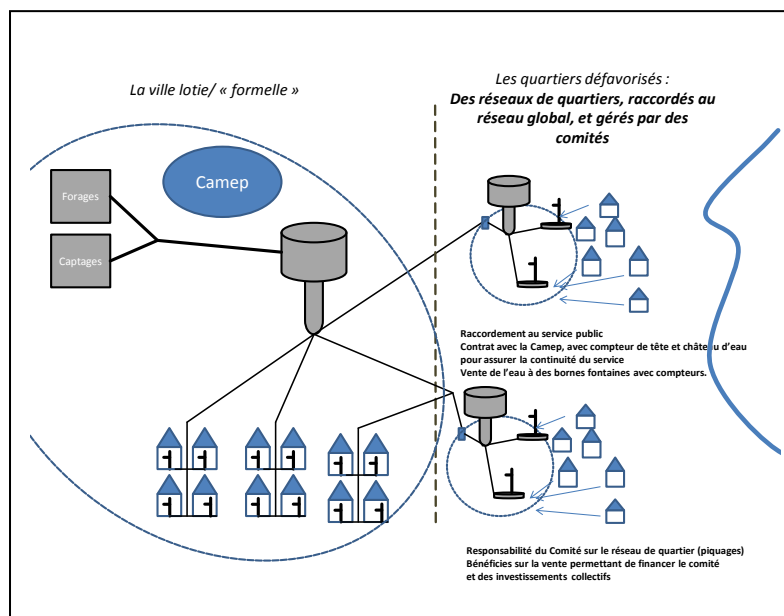 La ville lotie/ « formelle »
Les quartiers défavorisés :
Des réseaux de quartiers, raccordés au
réseau global, et gérés par des
comités
Camep
Forages
Captages
Raccordement au service public
Contrat avec la Camep, avec compteur de tête et château d'eau
pour assurer la continuité du service
Vente de l'eau à des bornes fontaines avec compteurs.
Responsabilité du Comité sur le réseau de quartier (piquages)
Bénéficies sur la vente permettant de financer le comité
et des investissements collectifs